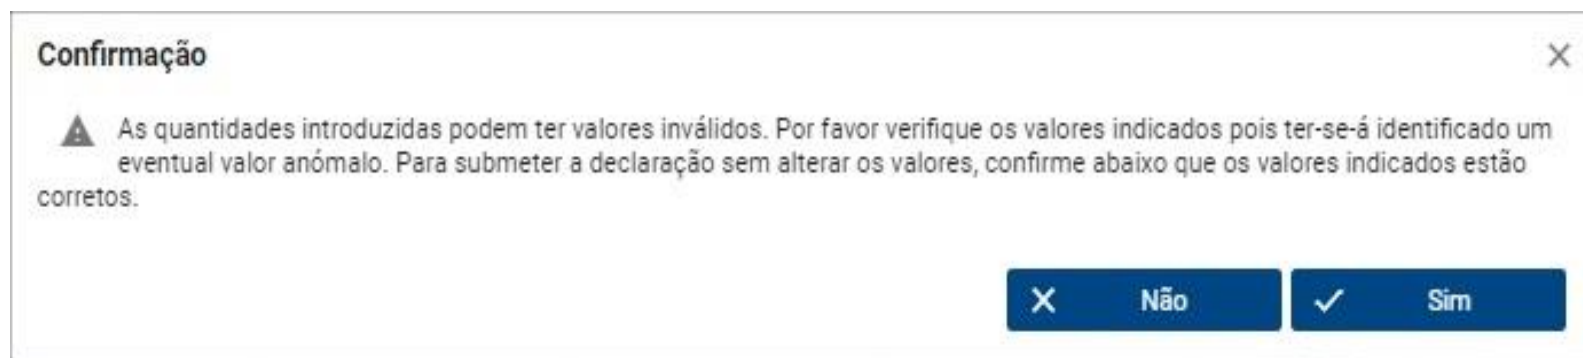 Confirmação
As quantidades introduzidas podem ter valores inválidos. Por favor verifique os valores indicados pois ter-se-á identificado um
eventual valor anómalo. Para submeter a declaração sem alterar os valores, confirme abaixo que os valores indicados estão
corretos.
Não
Sim